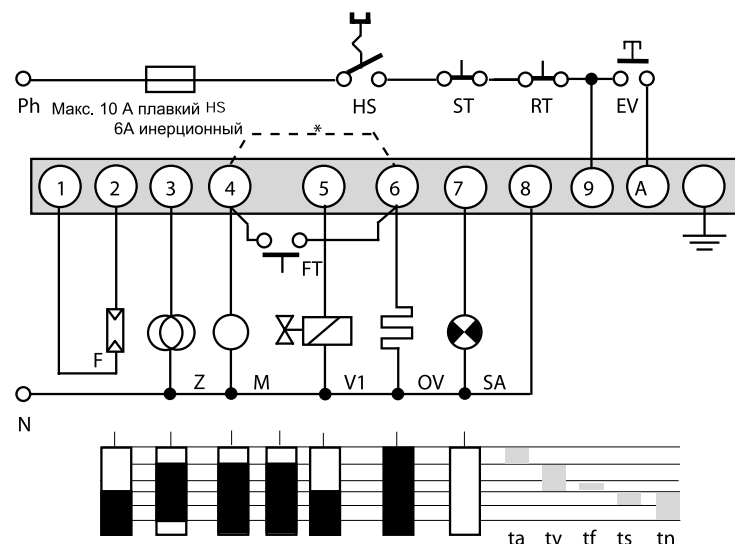 Ph
Макс. 10 А плавкий HS
6А инерционный
HS
ST
RT
EV
*
1 2 3 4 5 6 7 8 9 A
FT
F
Z M V1 OV SA
N
ta tv tf ts tn